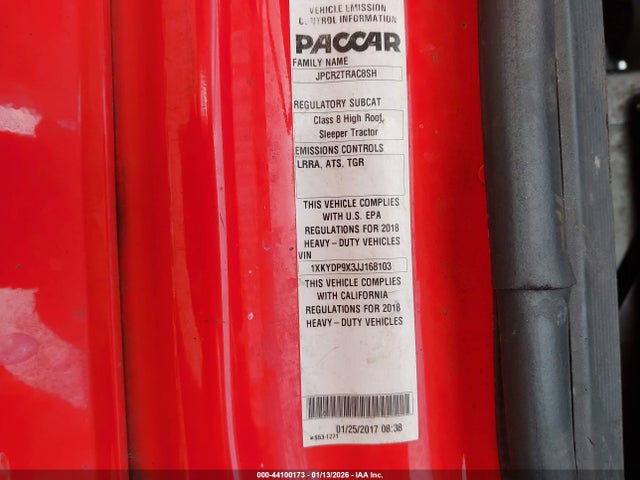 VEHICLE EMISSION
CONTROL INFORMATION
PACCAR
FAMILY NAME
JPCR2TRAC8SH
REGULATORY SUBCAT
Class 8 High Roof,
Sleeper Tractor
EMISSIONS CONTROLS
LRRA, ATS, TGR
THIS VEHICLE COMPLIES
WITH U.S. EPA
REGULATIONS FOR 2018
HEAVY – DUTY VEHICLES
VIN
1XKYDP9X3JJ168103
THIS VEHICLE COMPLIES
WITH CALIFORNIA
REGULATIONS FOR 2018
HEAVY – DUTY VEHICLES
01/25/2017 08:38
000-44100173 - 01/13/2026 - IAA Inc.